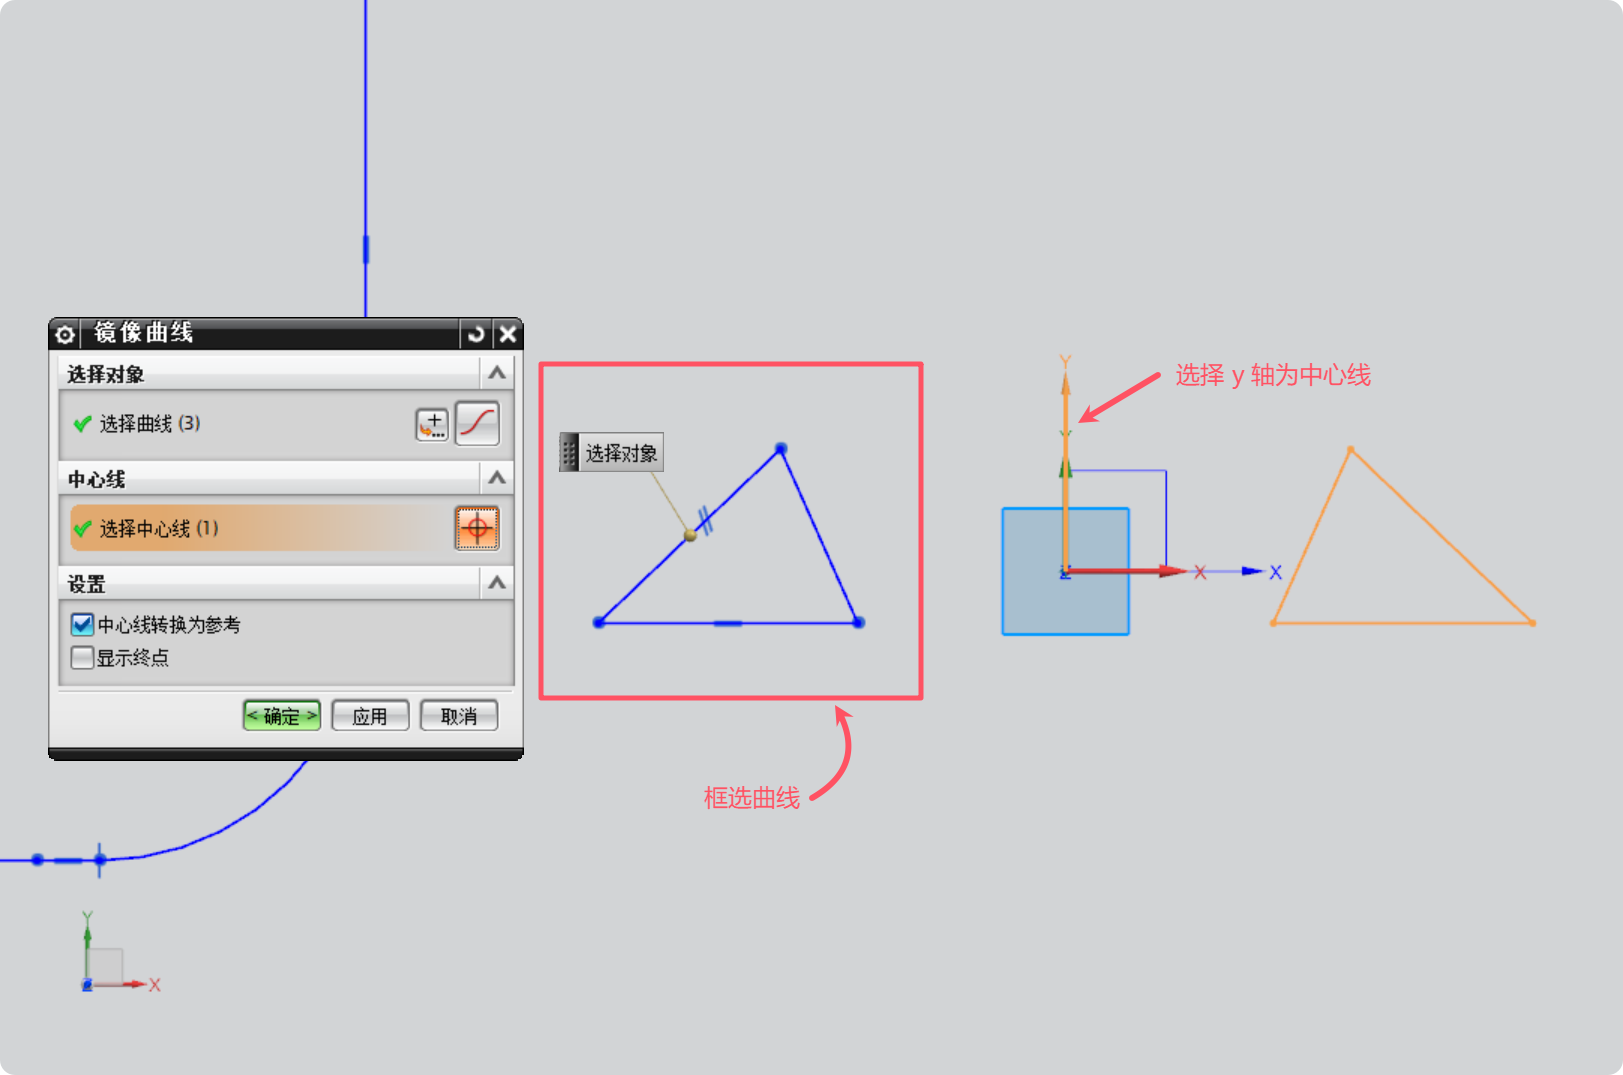 镜像曲线
选择对象
选择曲线 (3)
中心线
选择中心线 (1)
设置
中心线转换为参考
显示终点
< 确定 >
应用
取消
选择对象
框选曲线
Y
选择 y 轴为中心线
Y
Z
X
X
Y
Z
X